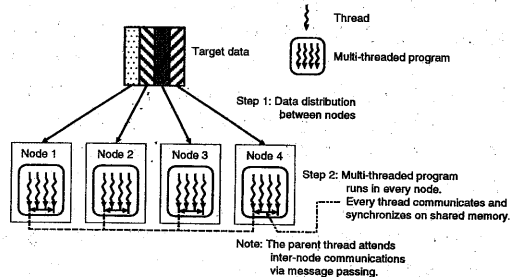 Thread
Target data
Multi-threaded program
Step 1: Data distribution
between nodes
Node 1
Node 2
Node 3
Node 4
Step 2: Multi-threaded program
runs in every node.
Every thread communicates and
synchronizes on shared memory.
Note: The parent thread attends
inter-node communications
via message passing.